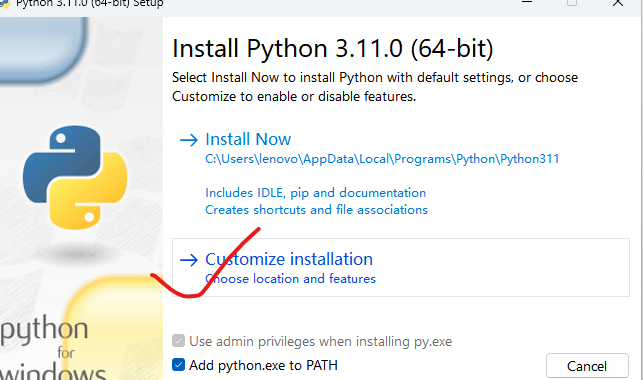 Python 3.11.0 (64-bit) Setup
Install Python 3.11.0 (64-bit)
Select Install Now to install Python with default settings, or choose
Customize to enable or disable features.
Install Now
C:\Users\lenovo\AppData\Local\Programs\Python\Python311
Includes IDLE, pip and documentation
Creates shortcuts and file associations
Customize installation
Choose location and features
python
for
windows
Use admin privileges when installing py.exe
Add python.exe to PATH
Cancel